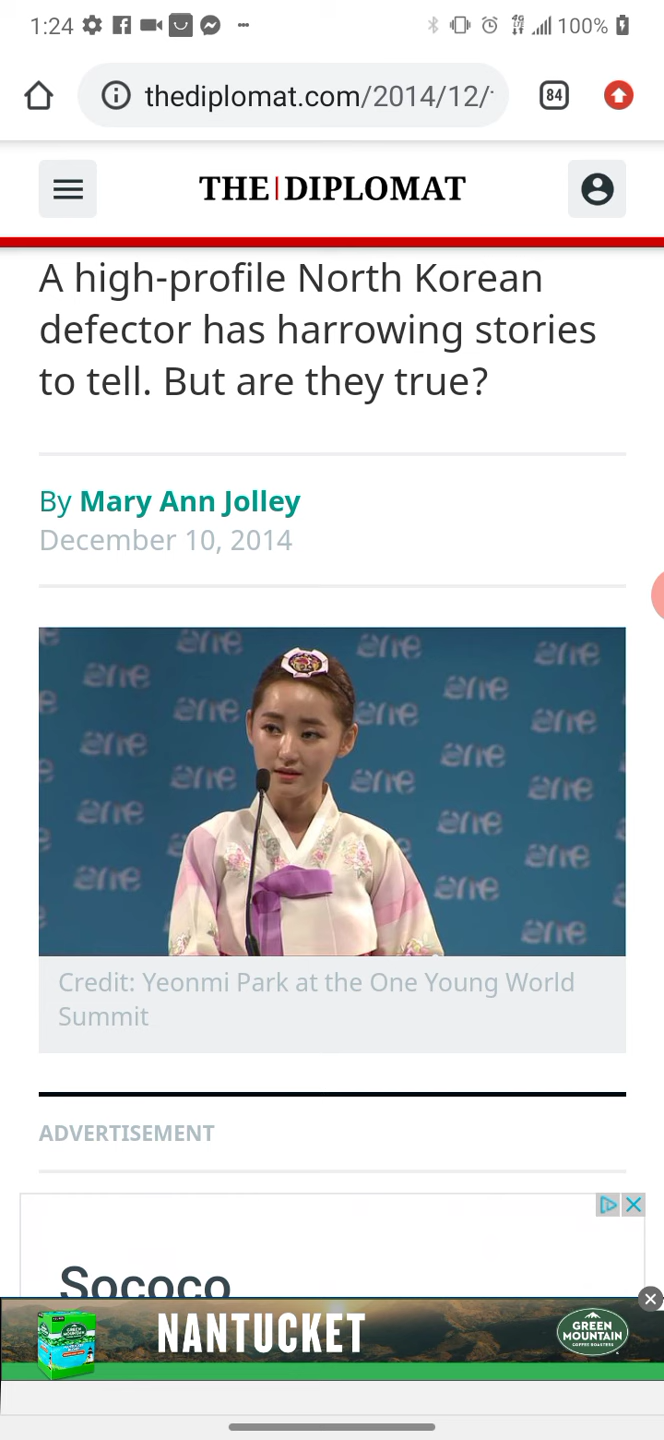 1:24 100%
thediplomat.com/2014/12/ 84
THE|DIPLOMAT
A high-profile North Korean
defector has harrowing stories
to tell. But are they true?
By Mary Ann Jolley
December 10, 2014
Credit: Yeonmi Park at the One Young World
Summit
ADVERTISEMENT
Sococo
NANTUCKET
GREEN
MOUNTAIN
COFFEE ROASTERS